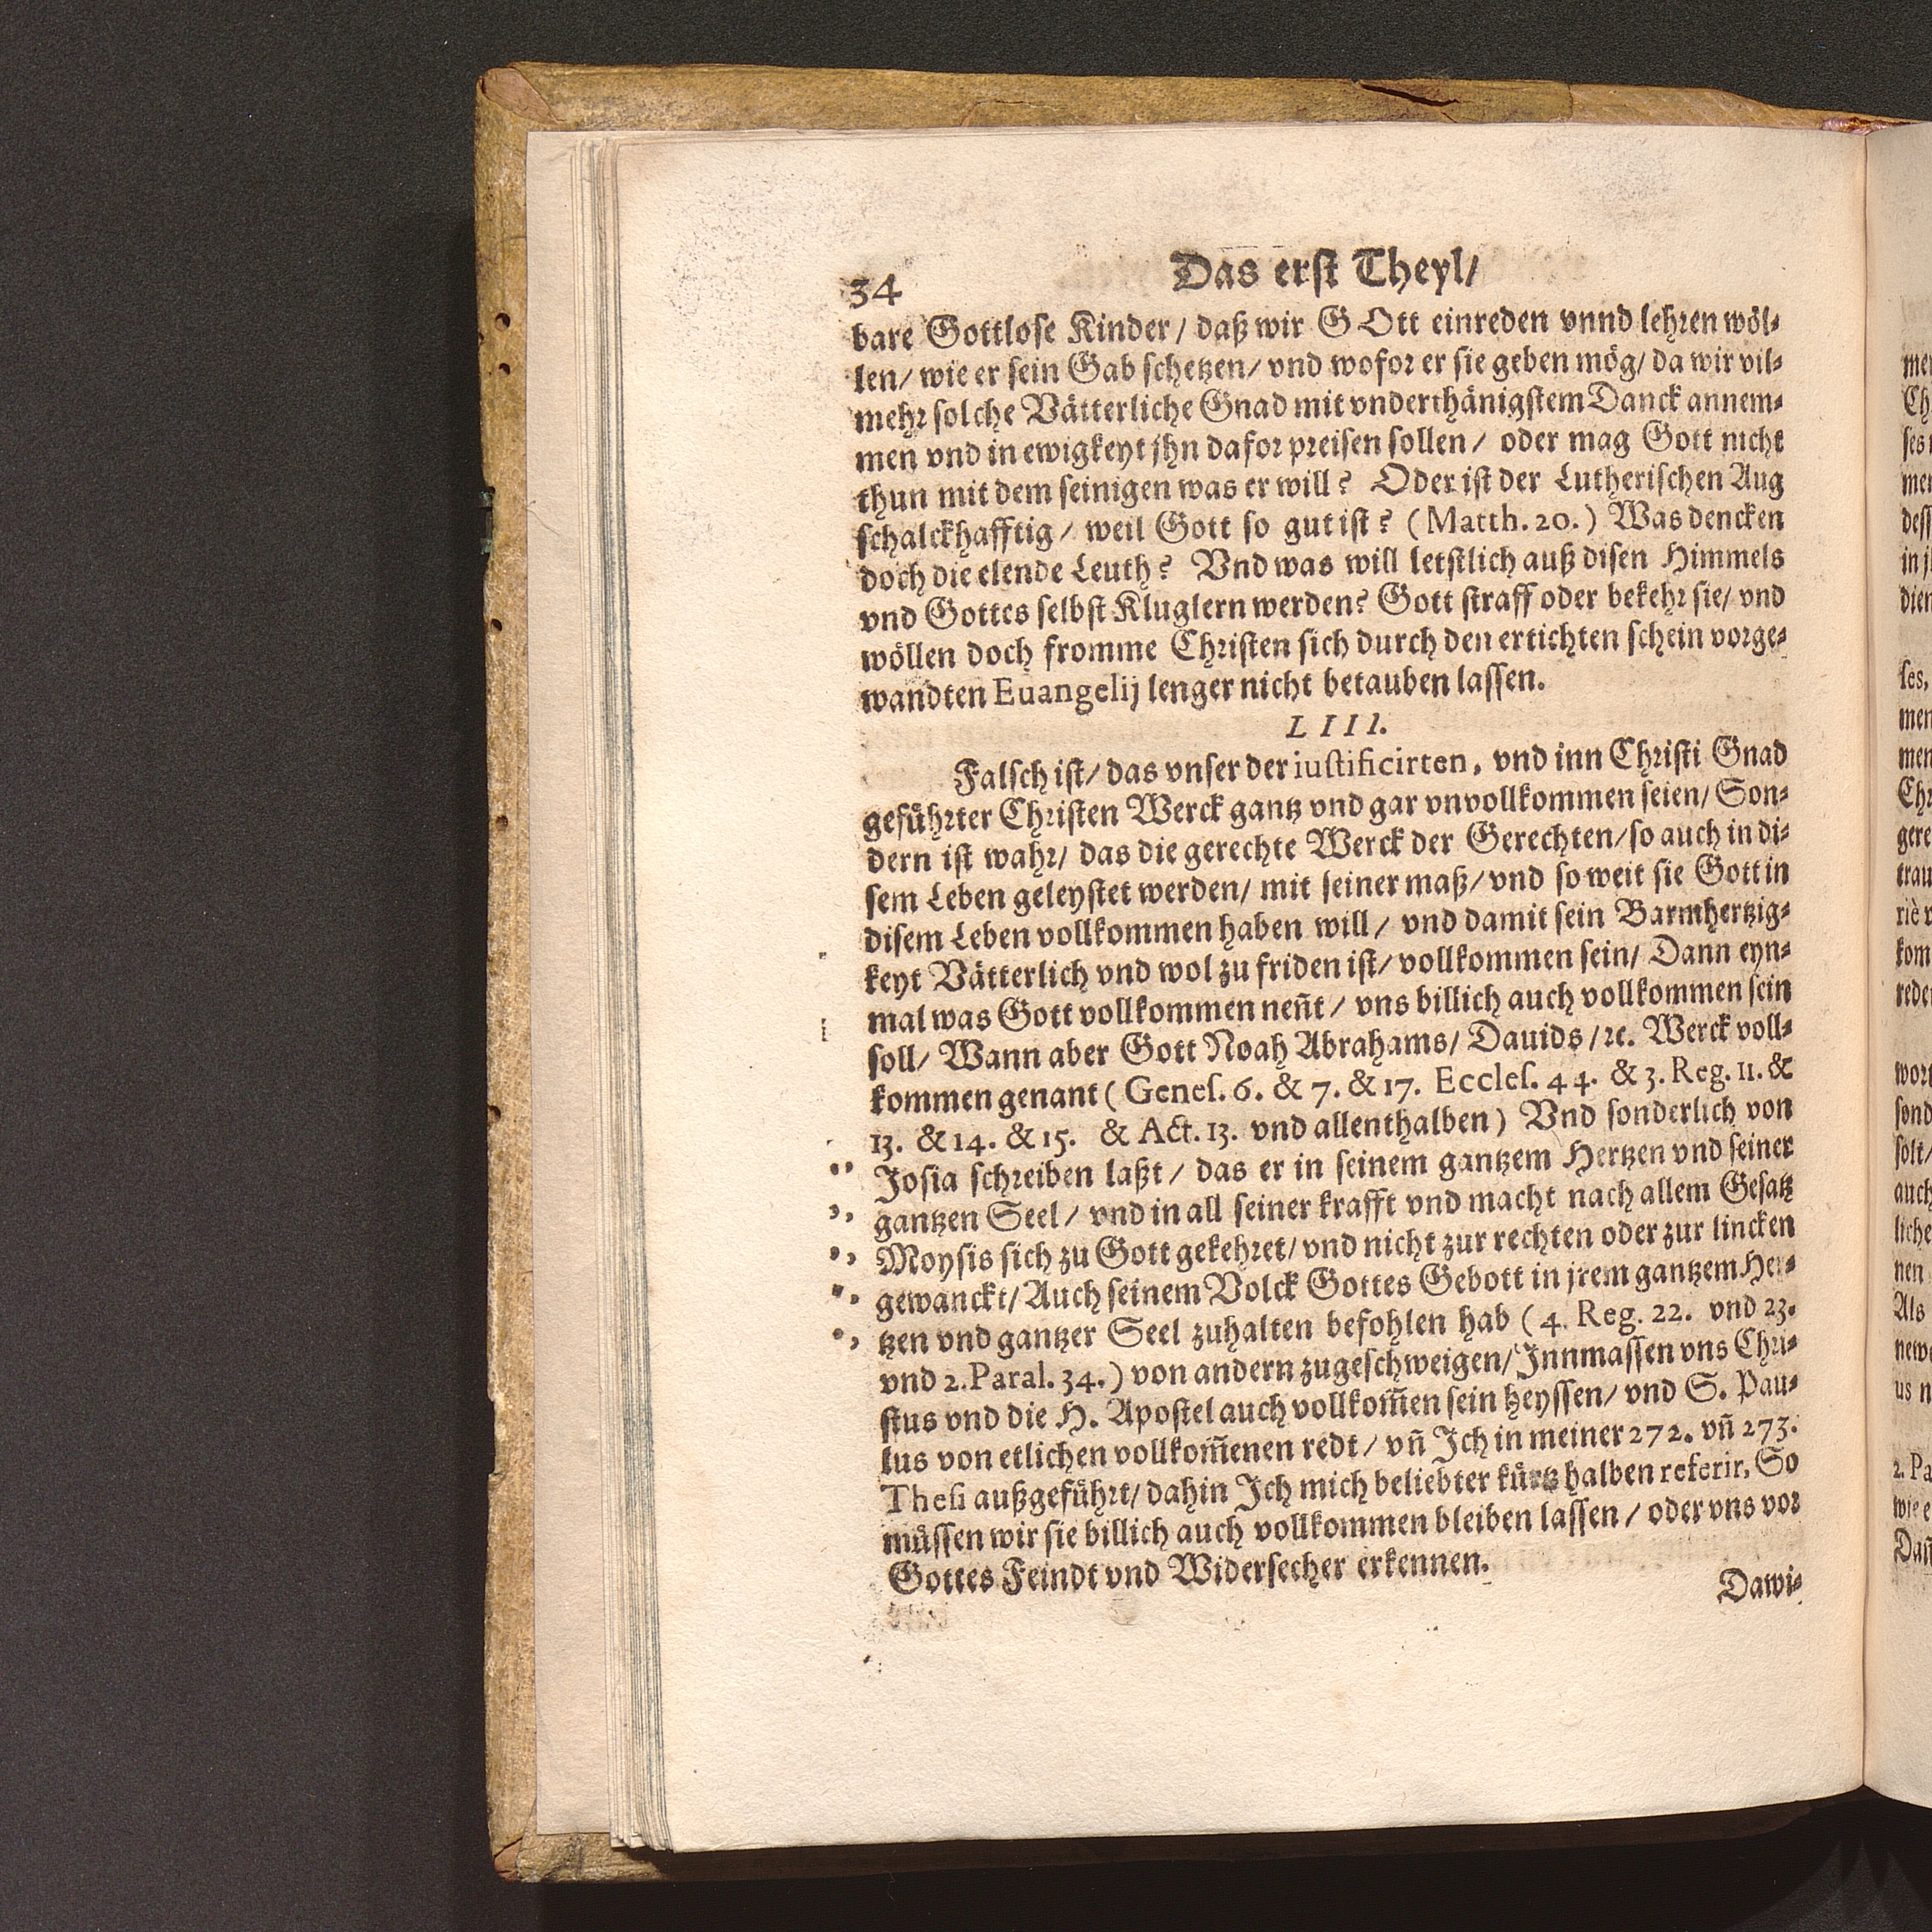 34 Das erst Theyl/
bare Gottlose Kinder/ daß wir GOtt einreden vnnd lehren wöl-
len/ wie er sein Gab schetzen/ vnd wofor er sie geben mög/ da wir vil-
mehr solche Vätterliche Gnad mit vnderthänigstem Danck annem-
men vnd in ewigkeyt jhn dafor preisen sollen/ oder mag Gott nicht
thun mit dem seinigen was er will? Oder ist der Lutherischen Aug
schalckhafftig/ weil Gott so gut ist? (Matth. 20.) Was dencken
doch die elende Leuth? Vnd was will letstlich auß disen Himmels
vnd Gottes selbst Kluglern werden? Gott straff oder bekehr sie/ vnd
wöllen doch fromme Christen sich durch den ertichten schein vorge-
wandten Euangelij lenger nicht betauben lassen.
LIII.
Falsch ist/ das vnser der iustificirten, vnd inn Christi Gnad
geführter Christen Werck gantz vnd gar vnvollkommen seien/ Son-
dern ist wahr/ das die gerechte Werck der Gerechten/ so auch in di-
sem Leben geleystet werden/ mit seiner maß/ vnd so weit sie Gott in
disem Leben vollkommen haben will/ vnd damit sein Barmhertzig-
keyt Vätterlich vnd wol zu friden ist/ vollkommen sein/ Dann eyn-
mal was Gott vollkommen neñt/ vns billich auch vollkommen sein
soll/ Wann aber Gott Noah Abrahams/ Dauids/ ꝛc. Werck voll-
kommen genant (Genes. 6. & 7. & 17. Eccles. 44. & 3. Reg. 11. &
13. & 14. & 15. & Act. 13. vnd allenthalben) Vnd sonderlich von
„ Josia schreiben laßt/ das er in seinem gantzem Hertzen vnd seiner
„ gantzen Seel/ vnd in all seiner krafft vnd macht nach allem Gesatz
„ Moysis sich zu Gott gekehret/ vnd nicht zur rechten oder zur lincken
„ gewanckt/ Auch seinem Volck Gottes Gebott in jrem gantzem Her-
„ tzen vnd gantzer Seel zuhalten befohlen hab (4. Reg. 22. vnd 23.
vnd 2. Paral. 34.) von andern zugeschweigen/ Innmassen vns Chri-
stus vnd die H. Apostel auch vollkom̃en sein heyssen/ vnd S. Pau-
lus von etlichen vollkom̃enen redt/ vñ Ich in meiner 272. vñ 273.
Thesi außgeführt/ dahin Ich mich beliebter kürtz halben referir, So
müssen wir sie billich auch vollkommen bleiben lassen/ oder vns vor
Gottes Feindt vnd Widersecher erkennen.
Dawi-